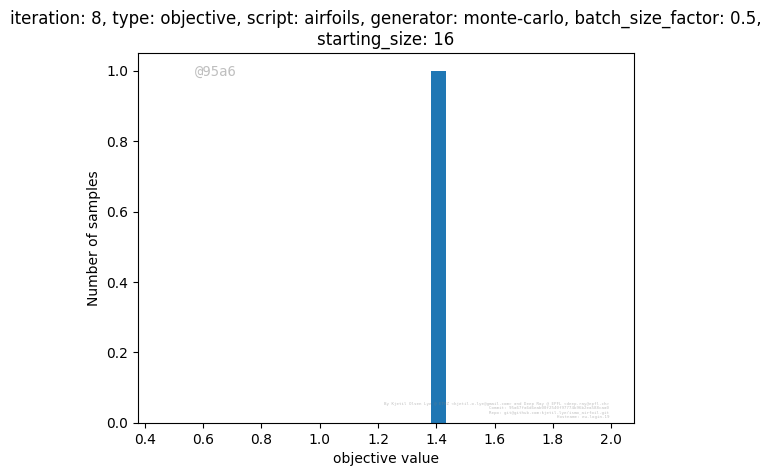 iteration: 8, type: objective, script: airfoils, generator: monte-carlo, batch_size_factor: 0.5,
starting_size: 16
@95a6
1.0
0.8
0.6
0.4
0.2
0.0
Number of samples
0.4 0.6 0.8 1.0 1.2 1.4 1.6 1.8 2.0
objective value